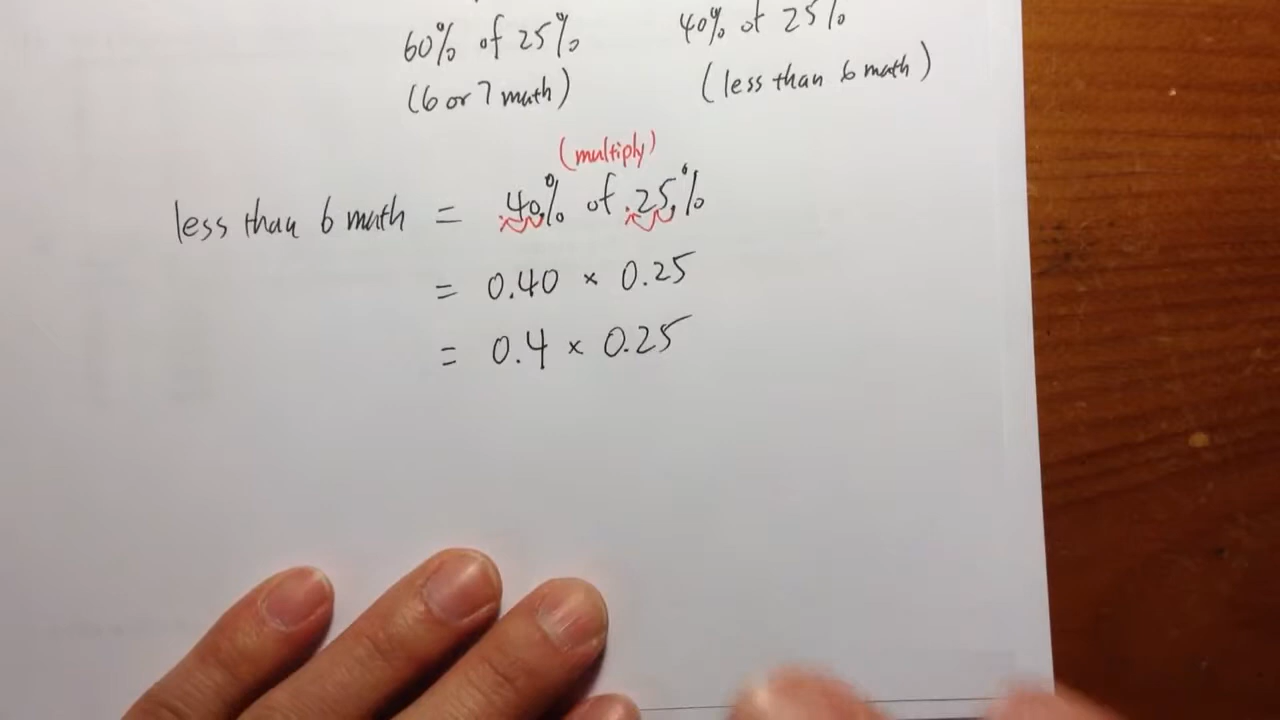 60% of 25% 40% of 25%
(6 or 7 math) (less than 6 math)
(multiply)
less than 6 math = .40.% of .25.%
= 0.40 × 0.25
= 0.4 × 0.25